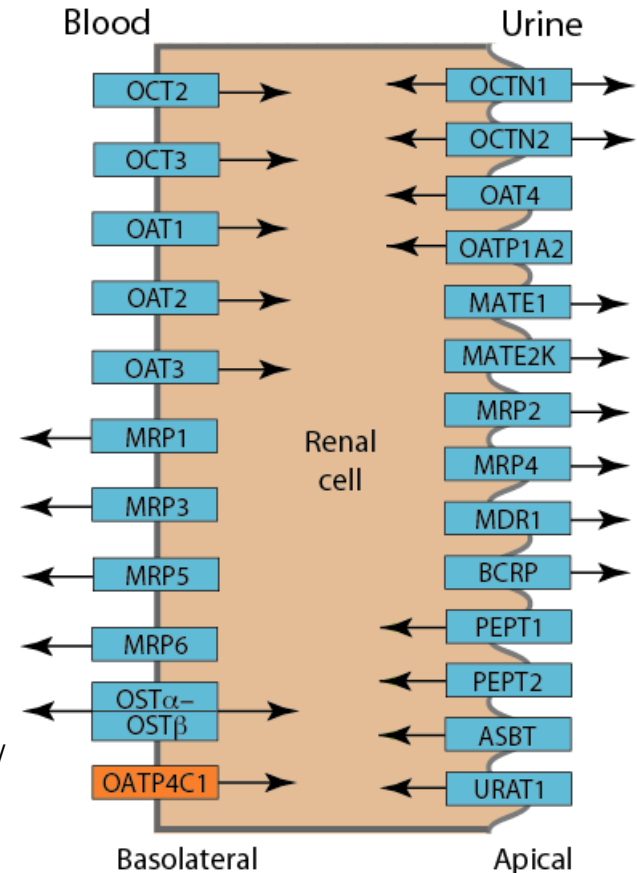 Blood
Urine
OCT2
OCT3
OAT1
OAT2
OAT3
MRP1
MRP3
MRP5
MRP6
OSTα–
OSTβ
/
OATP4C1
Renal
cell
OCTN1
OCTN2
OAT4
OATP1A2
MATE1
MATE2K
MRP2
MRP4
MDR1
BCRP
PEPT1
PEPT2
ASBT
URAT1
Basolateral
Apical